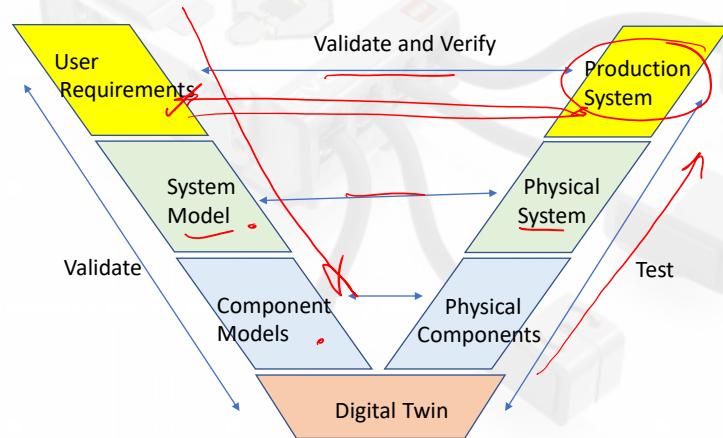 Validate and Verify
User
Requirements
Production
System
System
Model
Physical
System
Validate
Test
Component
Models
Physical
Components
Digital Twin